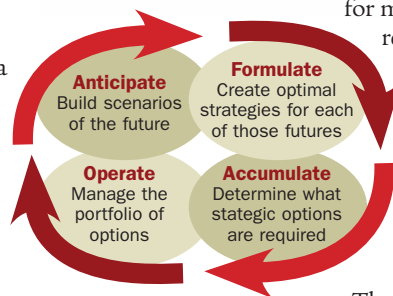 for m
re
a
Anticipate
Build scenarios
of the future
Formulate
Create optimal
strategies for each
of those futures
Operate
Manage the
portfolio of
options
Accumulate
Determine what
stategic options
are required